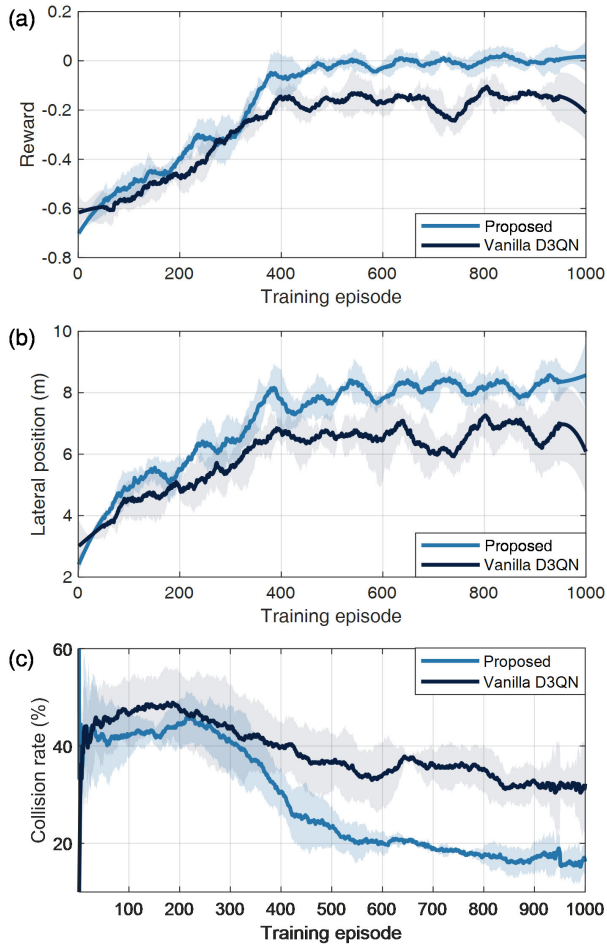 (a)
0.2
0
-0.2
-0.4
-0.6
-0.8
Reward
Proposed
Vanilla D3QN
0 200 400 600 800 1000
Training episode
(b)
10
8
6
4
2
Lateral position (m)
Proposed
Vanilla D3QN
0 200 400 600 800 1000
Training episode
(c)
60
40
20
Collision rate (%)
Proposed
Vanilla D3QN
100 200 300 400 500 600 700 800 900 1000
Training episode